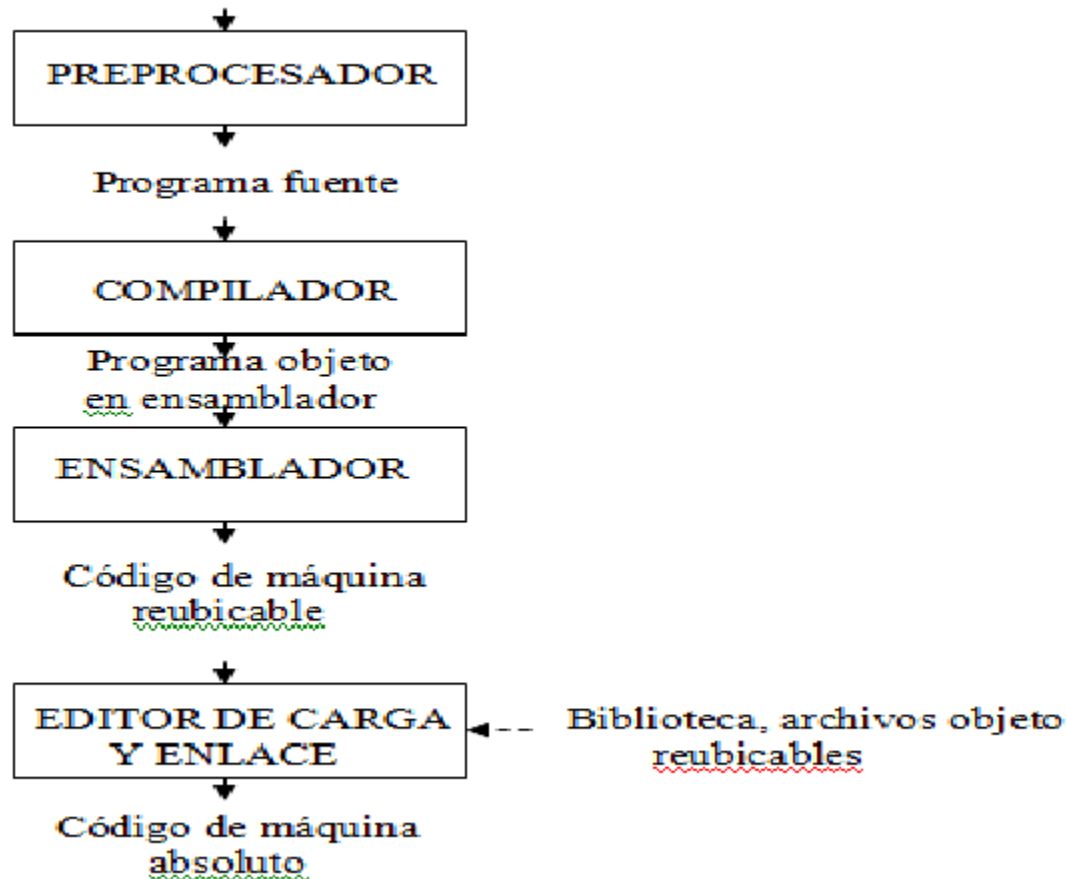 PREPROCESADOR
Programa fuente
COMPILADOR
Programa objeto
en ensamblador
ENSAMBLADOR
Código de máquina
reubicable
EDITOR DE CARGA
Y ENLACE
Biblioteca, archivos objeto
reubicables
Código de máquina
absoluto